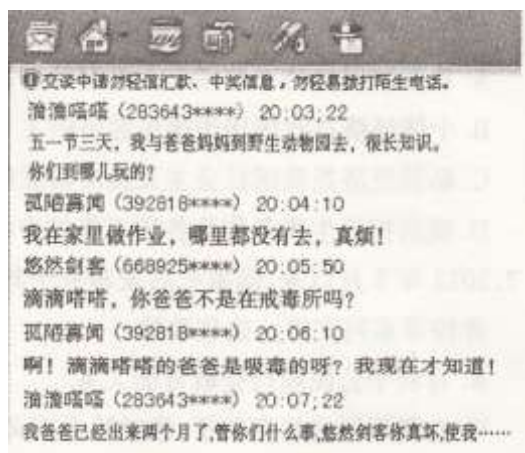 交谈中请勿轻信汇款、中奖信息,勿轻易拨打陌生电话。
滴滴嗒嗒(283643****)20:03;22
五一节三天,我与爸爸妈妈到野生动物园去,很长知识。
你们到哪儿玩的?
孤陋寡闻(392818****)20:04:10
我在家里做作业,哪里都没有去,真烦!
悠然剑客(668925****)20:05:50
滴滴嗒嗒,你爸爸不是在戒毒所吗?
孤陋寡闻(392818****)20:06:10
啊!滴滴嗒嗒的爸爸是吸毒的呀?我现在才知道!
滴滴嗒嗒(283643****)20:07;22
我爸爸已经出来两个月了,管你们什么事,悠然剑客你真坏,使我……